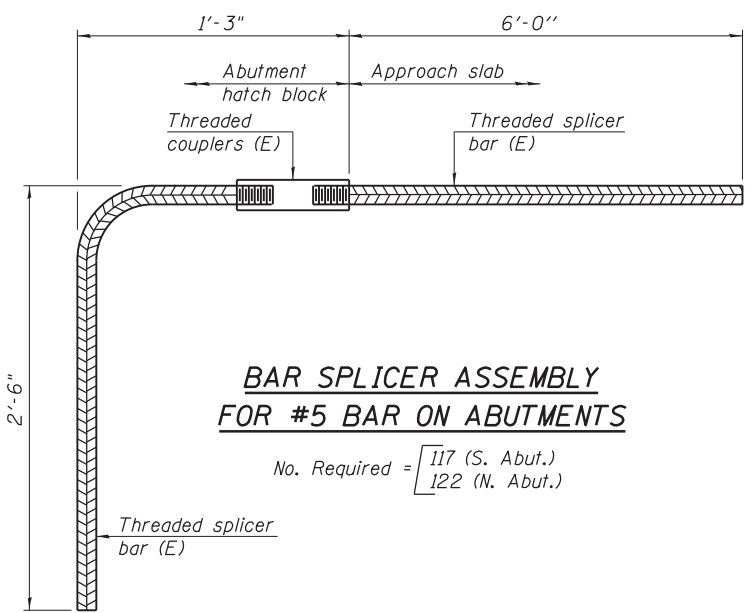 1'-3"
6'-0''
Abutment
hatch block
Approach slab
Threaded
couplers (E)
Threaded splicer
bar (E)
2'-6"
BAR SPLICER ASSEMBLY
FOR #5 BAR ON ABUTMENTS
No. Required =
117 (S. Abut.)
122 (N. Abut.)
Threaded splicer
bar (E)